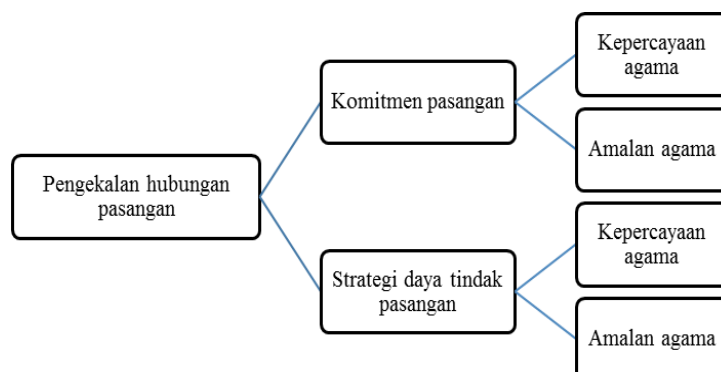 Pengekalan hubungan
pasangan
Komitmen pasangan
Kepercayaan
agama
Amalan agama
Strategi daya tindak
pasangan
Kepercayaan
agama
Amalan agama